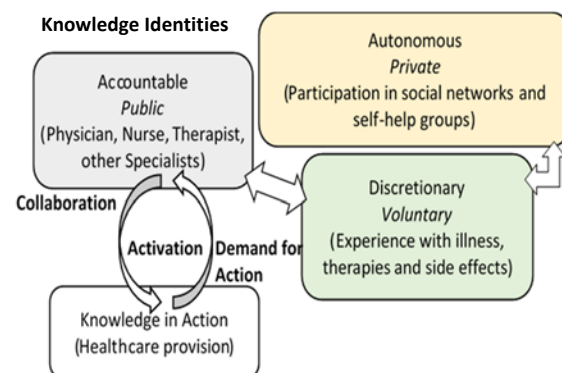 Knowledge Identities
Accountable
Public
(Physician, Nurse, Therapist,
other Specialists)
Autonomous
Private
(Participation in social networks and
self-help groups)
Discretionary
Voluntary
(Experience with illness,
therapies and side effects)
Collaboration
Activation
Demand for
Action
Knowledge in Action
(Healthcare provision)